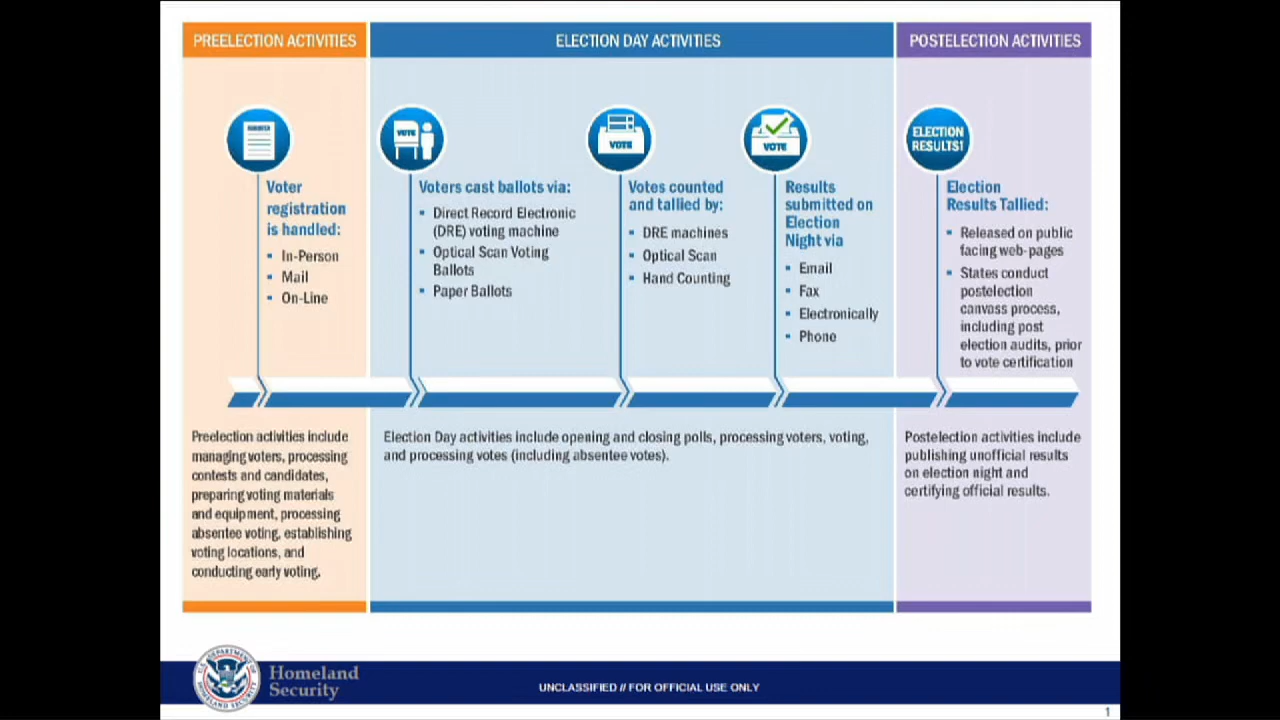 PREELECTION ACTIVITIES
ELECTION DAY ACTIVITIES
POSTELECTION ACTIVITIES
VOTE
VOTE
VOTE
ELECTION
RESULTS!
Voter
registration
is handled:
▪ In-Person
▪ Mail
▪ On-Line
Voters cast ballots via:
▪ Direct Record Electronic
(DRE) voting machine
▪ Optical Scan Voting
Ballots
▪ Paper Ballots
Votes counted
and tallied by:
▪ DRE machines
▪ Optical Scan
▪ Hand Counting
Results
submitted on
Election
Night via
▪ Email
▪ Fax
▪ Electronically
▪ Phone
Election
Results Tallied:
▪ Released on public
facing web-pages
▪ States conduct
postelection
canvass process,
including post
election audits, prior
to vote certification
Preelection activities include
managing voters, processing
contests and candidates,
preparing voting materials
and equipment, processing
absentee voting, establishing
voting locations, and
conducting early voting.
Election Day activities include opening and closing polls, processing voters, voting,
and processing votes (including absentee votes).
Postelection activities include
publishing unofficial results
on election night and
certifying official results.
U.S. DEPARTMENT OF
HOMELAND SECURITY
Homeland
Security
UNCLASSIFIED // FOR OFFICIAL USE ONLY
1